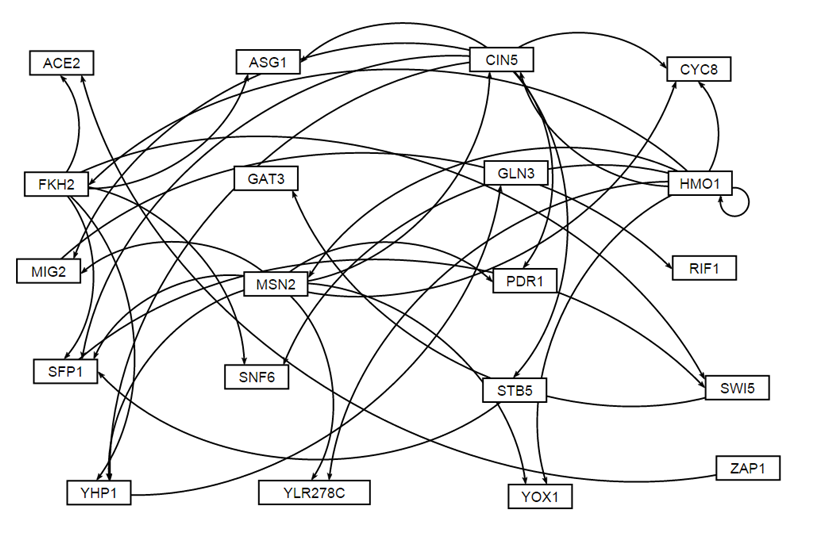 ACE2
ASG1
CIN5
CYC8
FKH2
GAT3
GLN3
HMO1
MIG2
MSN2
PDR1
RIF1
SFP1
SNF6
STB5
SWI5
YHP1
YLR278C
YOX1
ZAP1